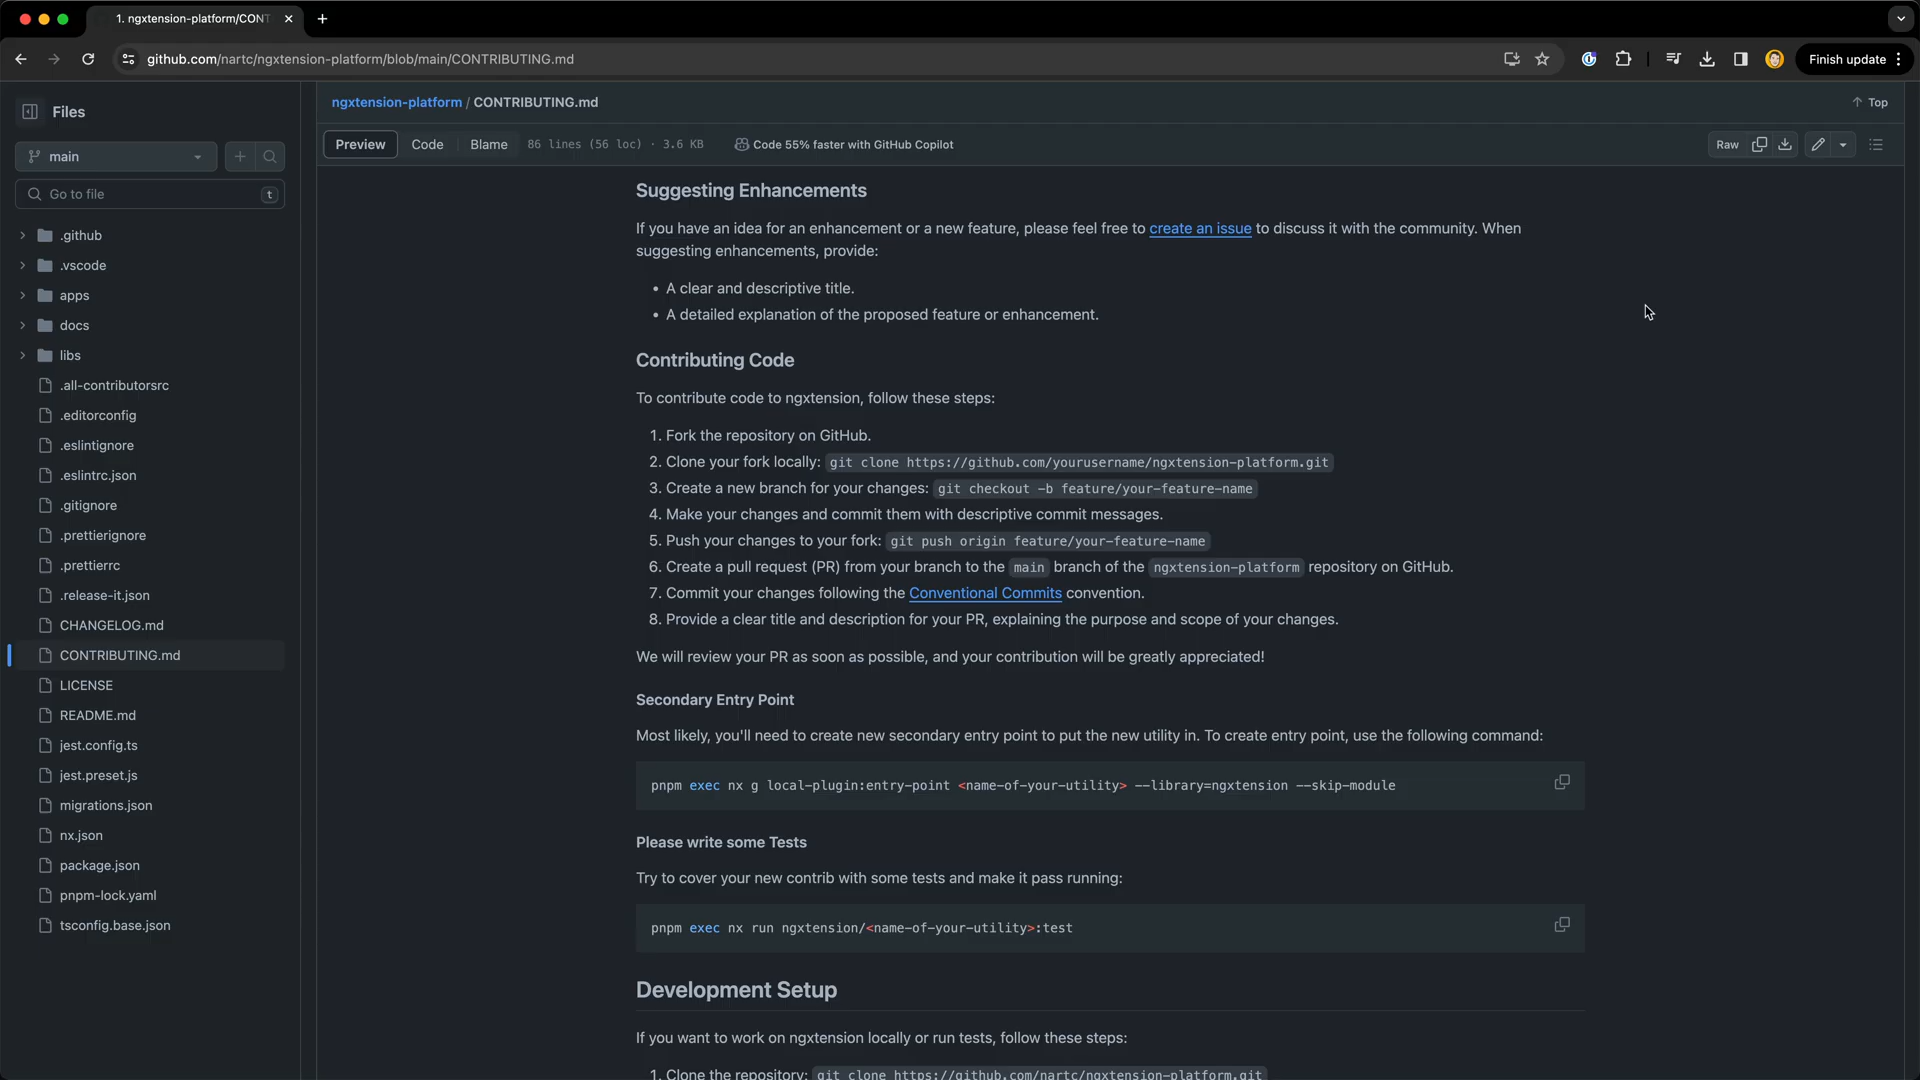 1. ngxtension-platform/CONT
github.com/nartc/ngxtension-platform/blob/main/CONTRIBUTING.md
Finish update
Files
main
Go to file
t
.github
.vscode
apps
docs
libs
.all-contributorsrc
.editorconfig
.eslintignore
.eslintrc.json
.gitignore
.prettierignore
.prettierrc
.release-it.json
CHANGELOG.md
CONTRIBUTING.md
LICENSE
README.md
jest.config.ts
jest.preset.js
migrations.json
nx.json
package.json
pnpm-lock.yaml
tsconfig.base.json
ngxtension-platform / CONTRIBUTING.md
Top
Preview Code Blame 86 lines (56 loc) · 3.6 KB Code 55% faster with GitHub Copilot
Raw
Suggesting Enhancements
If you have an idea for an enhancement or a new feature, please feel free to create an issue to discuss it with the community. When
suggesting enhancements, provide:
• A clear and descriptive title.
• A detailed explanation of the proposed feature or enhancement.
Contributing Code
To contribute code to ngxtension, follow these steps:
1. Fork the repository on GitHub.
2. Clone your fork locally: git clone https://github.com/yourusername/ngxtension-platform.git
3. Create a new branch for your changes: git checkout -b feature/your-feature-name
4. Make your changes and commit them with descriptive commit messages.
5. Push your changes to your fork: git push origin feature/your-feature-name
6. Create a pull request (PR) from your branch to the main branch of the ngxtension-platform repository on GitHub.
7. Commit your changes following the Conventional Commits convention.
8. Provide a clear title and description for your PR, explaining the purpose and scope of your changes.
We will review your PR as soon as possible, and your contribution will be greatly appreciated!
Secondary Entry Point
Most likely, you'll need to create new secondary entry point to put the new utility in. To create entry point, use the following command:
pnpm exec nx g local-plugin:entry-point <name-of-your-utility> --library=ngxtension --skip-module
Please write some Tests
Try to cover your new contrib with some tests and make it pass running:
pnpm exec nx run ngxtension/<name-of-your-utility>:test
Development Setup
If you want to work on ngxtension locally or run tests, follow these steps:
1. Clone the repository: git clone https://github.com/nartc/ngxtension-platform.git